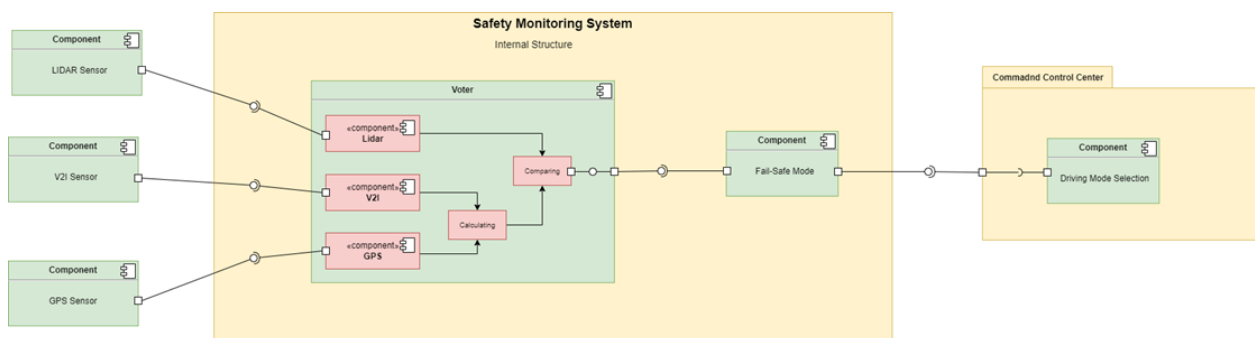 Safety Monitoring System
Internal Structure
Component
LIDAR Sensor
Component
V2I Sensor
Component
GPS Sensor
Voter
«component»
Lidar
«component»
V2I
«component»
GPS
Calculating
Comparing
Component
Fail-Safe Mode
Commadnd Control Center
Component
Driving Mode Selection